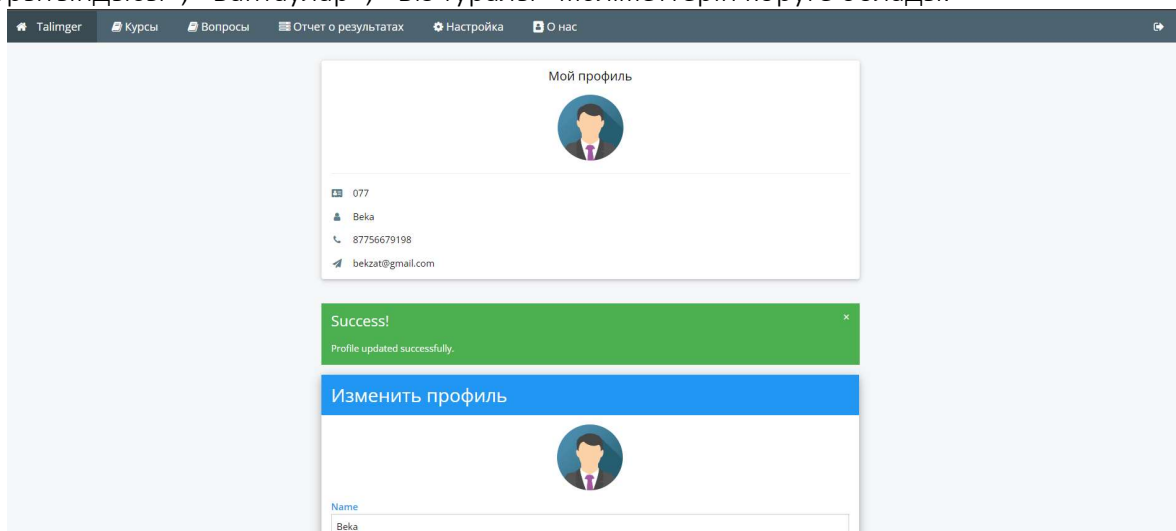 Talimger Курсы Вопросы Отчет о результатах Настройка О нас
Мой профиль
077
Beka
87756679198
bekzat@gmail.com
Success! ×
Profile updated successfully.
Изменить профиль
Name
Beka